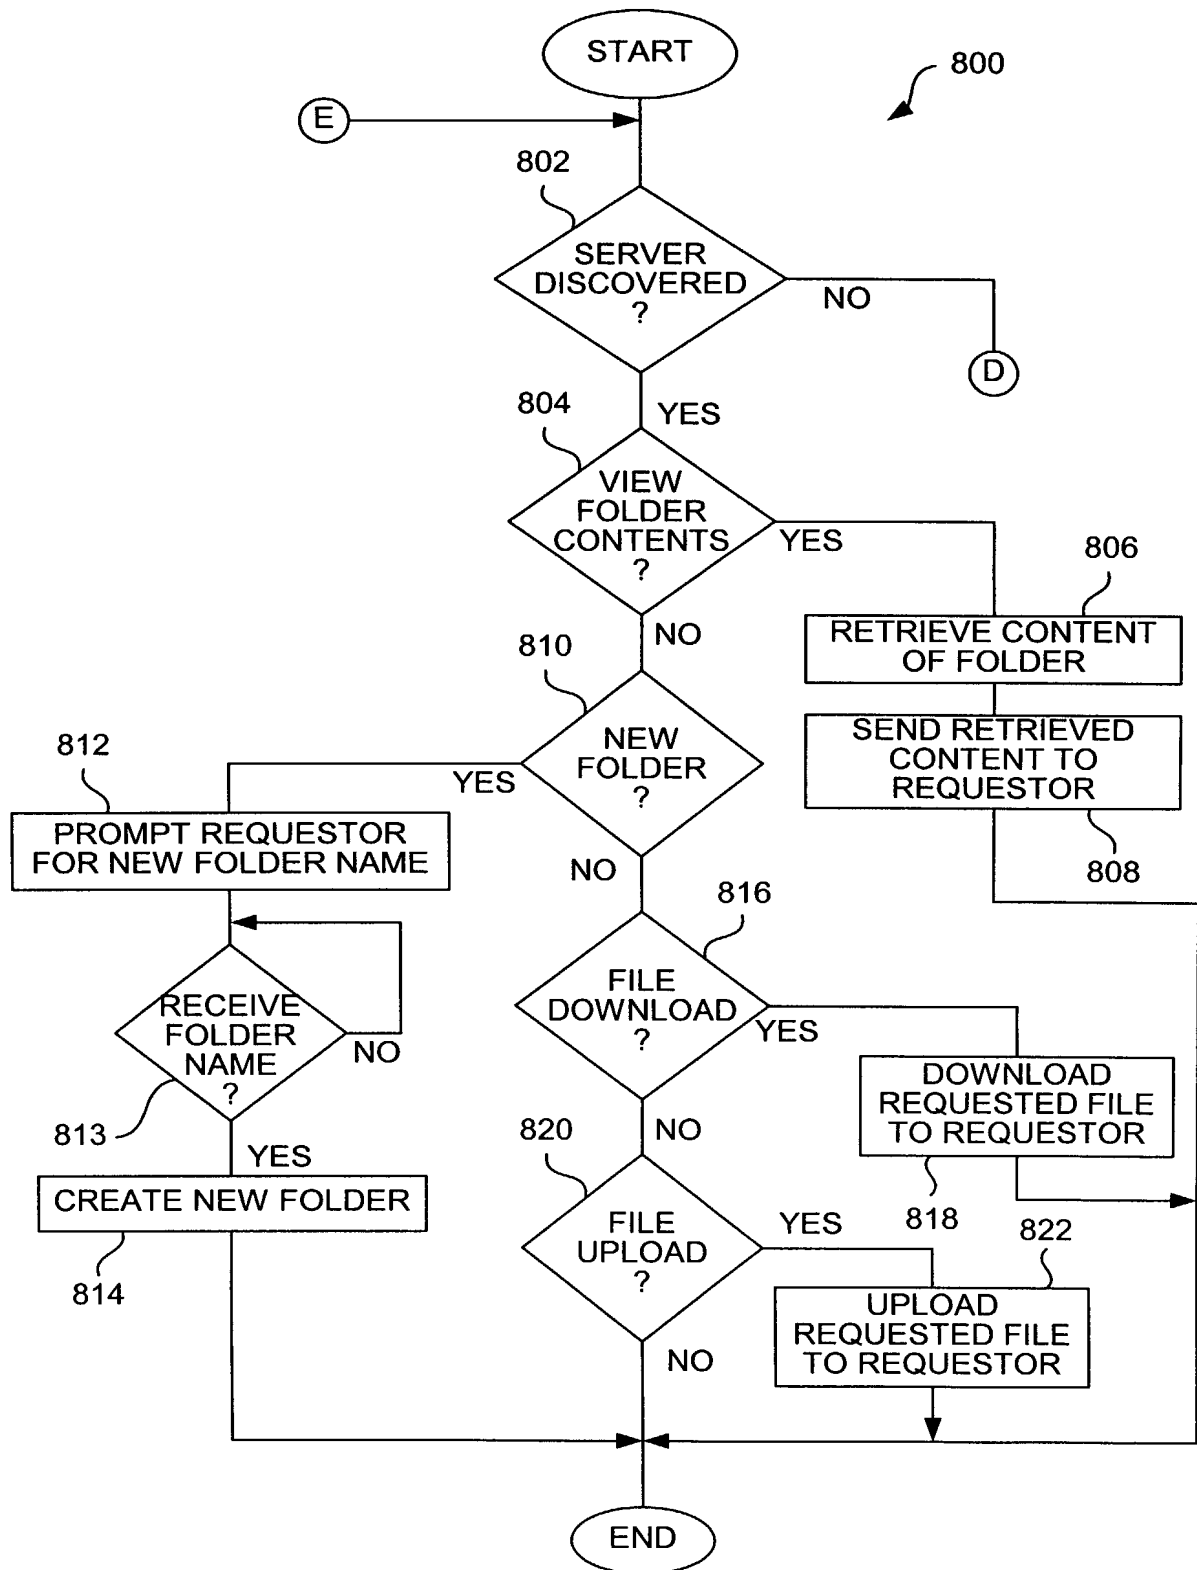 START
800
E
802
SERVER
DISCOVERED
?
NO
D
804
YES
VIEW
FOLDER
CONTENTS
?
YES
806
RETRIEVE CONTENT
OF FOLDER
NO
810
SEND RETRIEVED
CONTENT TO
REQUESTOR
808
NEW
FOLDER
?
YES
812
PROMPT REQUESTOR
FOR NEW FOLDER NAME
NO
816
RECEIVE
FOLDER
NAME
?
NO
813
YES
CREATE NEW FOLDER
814
FILE
DOWNLOAD
?
YES
DOWNLOAD
REQUESTED FILE
TO REQUESTOR
818
NO
820
FILE
UPLOAD
?
YES
822
UPLOAD
REQUESTED FILE
TO REQUESTOR
NO
END